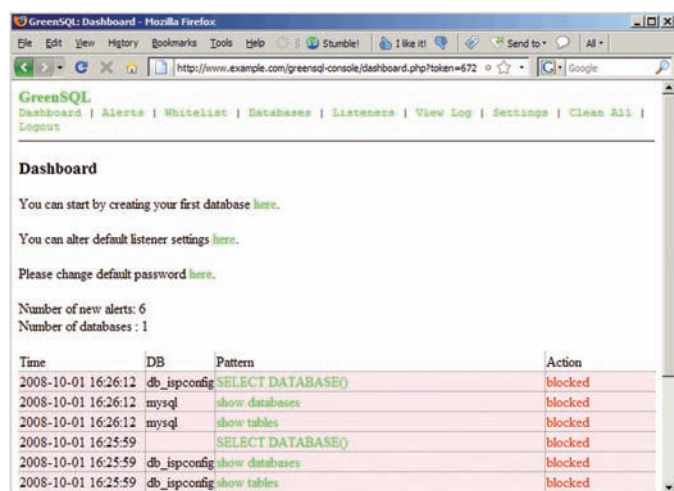 GreenSQL: Dashboard - Mozilla Firefox
File Edit View History Bookmarks Tools Help Stumble! I like it! Send to All
http://www.example.com/greensql-console/dashboard.php?token=672 G Google
GreenSQL
Dashboard | Alerts | Whitelist | Databases | Listeners | View Log | Settings | Clean All |
Logout
Dashboard
You can start by creating your first database here.
You can alter default listener settings here.
Please change default password here.
Number of new alerts: 6
Number of databases : 1
Time DB Pattern Action
2008-10-01 16:26:12 db_ispconfig SELECT DATABASE() blocked
2008-10-01 16:26:12 mysql show databases blocked
2008-10-01 16:26:12 mysql show tables blocked
2008-10-01 16:25:59 SELECT DATABASE() blocked
2008-10-01 16:25:59 db_ispconfig show databases blocked
2008-10-01 16:25:59 db_ispconfig show tables blocked